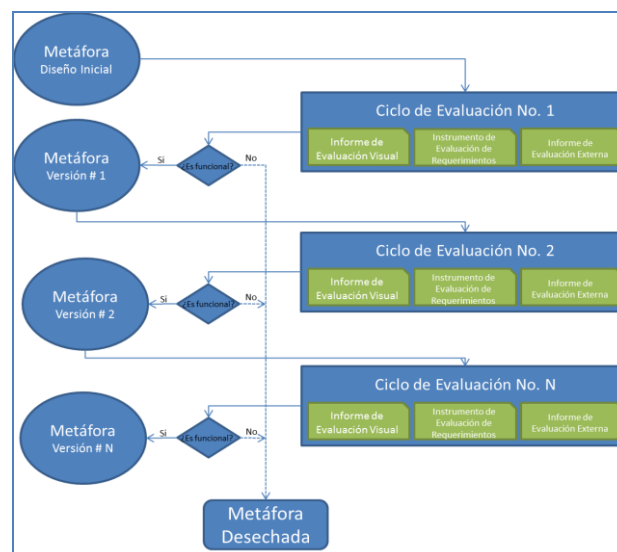 Metáfora
Diseño Inicial
Ciclo de Evaluación No. 1
Informe de
Evaluación Visual
Instrumento de
Evaluación de
Requerimientos
Informe de
Evaluación Externa
Si
¿Es funcional?
No
Metáfora
Versión # 1
Ciclo de Evaluación No. 2
Informe de
Evaluación Visual
Instrumento de
Evaluación de
Requerimientos
Informe de
Evaluación Externa
Si
¿Es funcional?
No
Metáfora
Versión # 2
Ciclo de Evaluación No. N
Informe de
Evaluación Visual
Instrumento de
Evaluación de
Requerimientos
Informe de
Evaluación Externa
Si
¿Es funcional?
No
Metáfora
Versión # N
Metáfora
Desechada